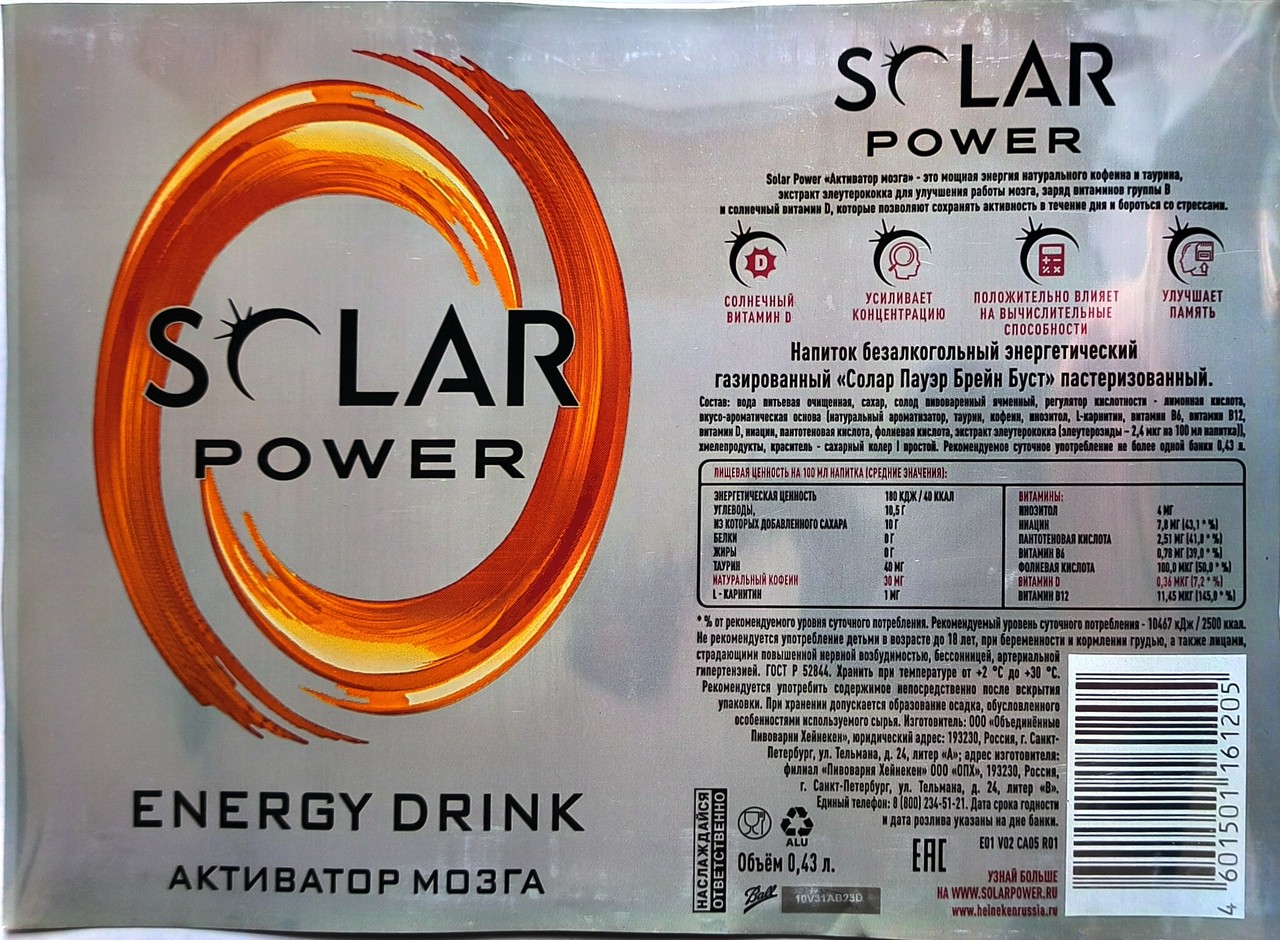 SOLAR
POWER
ENERGY DRINK
АКТИВАТОР МОЗГА
SOLAR
POWER
Solar Power «Активатор мозга» - это мощная энергия натурального кофеина и таурина,
экстракт элеутерококка для улучшения работы мозга, заряд витаминов группы В
и солнечный витамин D, которые позволяют сохранять активность в течение дня и бороться со стрессами.
D
СОЛНЕЧНЫЙ
ВИТАМИН D
УСИЛИВАЕТ
КОНЦЕНТРАЦИЮ
ПОЛОЖИТЕЛЬНО ВЛИЯЕТ
НА ВЫЧИСЛИТЕЛЬНЫЕ
СПОСОБНОСТИ
УЛУЧШАЕТ
ПАМЯТЬ
Напиток безалкогольный энергетический
газированный «Солар Пауэр Брейн Буст» пастеризованный.
Состав: вода питьевая очищенная, сахар, солод пивоваренный ячменный, регулятор кислотности - лимонная кислота,
вкусо-ароматическая основа (натуральный ароматизатор, таурин, кофеин, инозитол, L-карнитин, витамин В6, витамин В12,
витамин D, ниацин, пантотеновая кислота, фолиевая кислота, экстракт элеутерококка (элеутерозиды – 2,4 мкг на 100 мл напитка)),
хмелепродукты, краситель - сахарный колер I простой. Рекомендуемое суточное употребление не более одной банки 0,43 л.
ПИЩЕВАЯ ЦЕННОСТЬ НА 100 МЛ НАПИТКА (СРЕДНИЕ ЗНАЧЕНИЯ):
ЭНЕРГЕТИЧЕСКАЯ ЦЕННОСТЬ 180 КДЖ / 40 ККАЛ
УГЛЕВОДЫ, 10,5 Г
ИЗ КОТОРЫХ ДОБАВЛЕННОГО САХАРА 10 Г
БЕЛКИ 0 Г
ЖИРЫ 0 Г
ТАУРИН 40 МГ
НАТУРАЛЬНЫЙ КОФЕИН 30 МГ
L - КАРНИТИН 1 МГ
ВИТАМИНЫ:
ИНОЗИТОЛ 4 МГ
НИАЦИН 7,8 МГ (43,1 * %)
ПАНТОТЕНОВАЯ КИСЛОТА 2,51 МГ (41,8 * %)
ВИТАМИН В6 0,78 МГ (39,0 * %)
ФОЛИЕВАЯ КИСЛОТА 100,0 МКГ (50,0 * %)
ВИТАМИН D 0,36 МКГ (7,2 * %)
ВИТАМИН В12 11,45 МКГ (145,0 * %)
* % от рекомендуемого уровня суточного потребления. Рекомендуемый уровень суточного потребления - 10467 кДж / 2500 ккал.
Не рекомендуется употребление детьми в возрасте до 18 лет, при беременности и кормлении грудью, а также лицами,
страдающими повышенной нервной возбудимостью, бессонницей, артериальной
гипертензией. ГОСТ Р 52844. Хранить при температуре от +2 °С до +30 °С.
Рекомендуется употребить содержимое непосредственно после вскрытия
упаковки. При хранении допускается образование осадка, обусловленного
особенностями используемого сырья. Изготовитель: ООО «Объединённые
Пивоварни Хейнекен», юридический адрес: 193230, Россия, г. Санкт-
Петербург, ул. Тельмана, д. 24, литер «А»; адрес изготовителя:
филиал «Пивоварня Хейнекен» ООО «ОПХ», 193230, Россия,
г. Санкт-Петербург, ул. Тельмана, д. 24, литер «В».
Единый телефон: 8 (800) 234-51-21. Дата срока годности
и дата розлива указаны на дне банки.
НАСЛАЖДАЙСЯ
ОТВЕТСТВЕННО
ALU
Объём 0,43 л.
Ball
10V31AB23D
ЕАС
E01 V02 CA05 R01
УЗНАЙ БОЛЬШЕ
НА WWW.SOLARPOWER.RU
www.heinekenrussia.ru
4 601501 161205